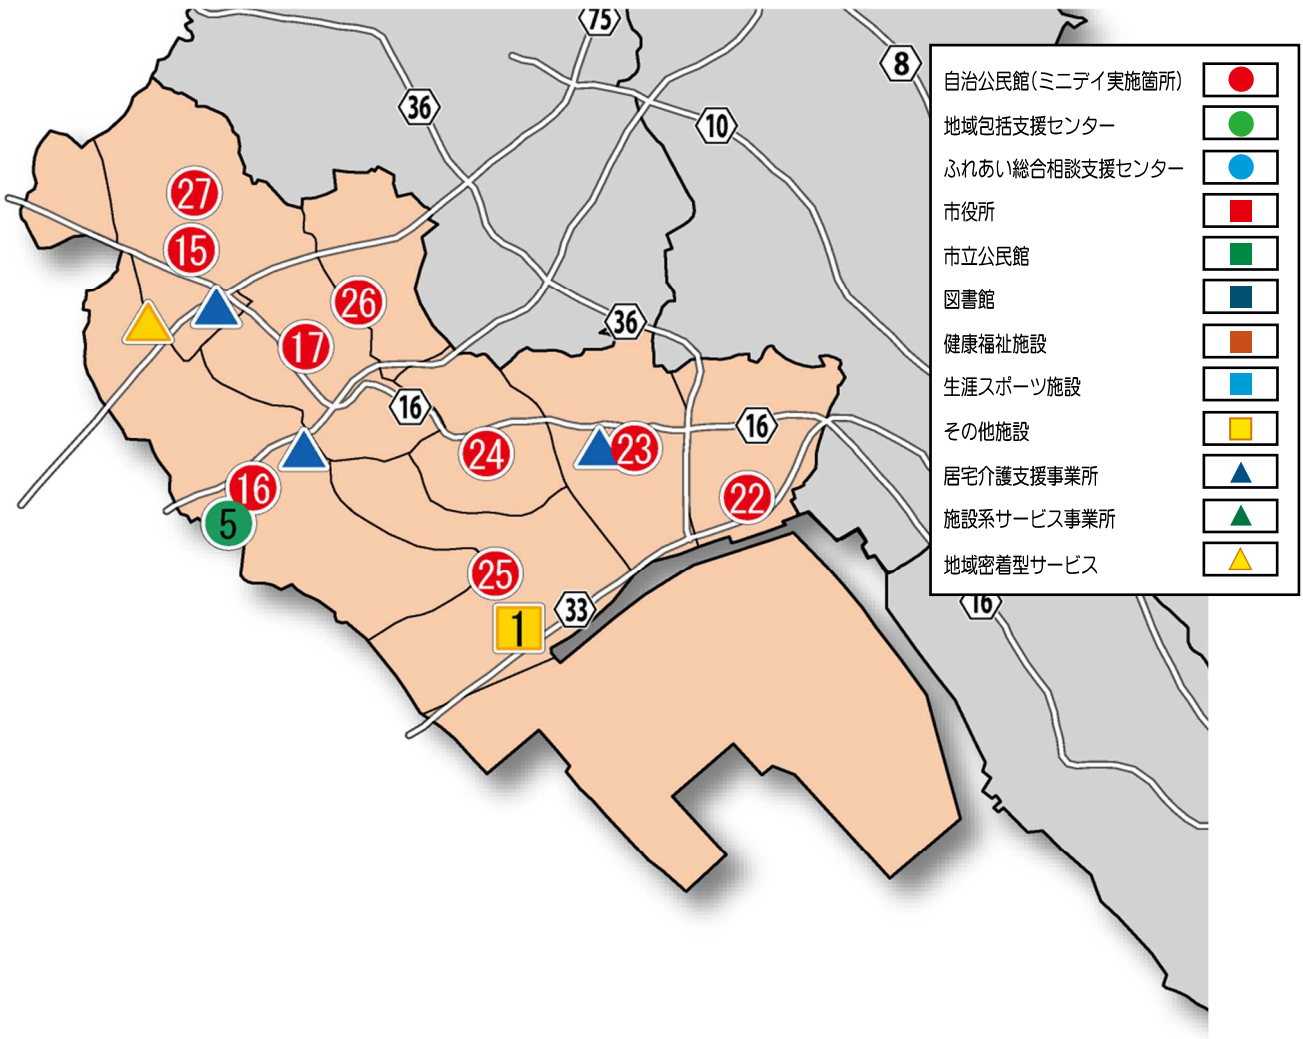 75
8
36
10
自治公民館(ミニデイ実施箇所)
地域包括支援センター
ふれあい総合相談支援センター
市役所
市立公民館
図書館
健康福祉施設
生涯スポーツ施設
その他施設
居宅介護支援事業所
施設系サービス事業所
地域密着型サービス
27
15
26
36
17
16
16
24
23
16
22
5
25
1
33
16